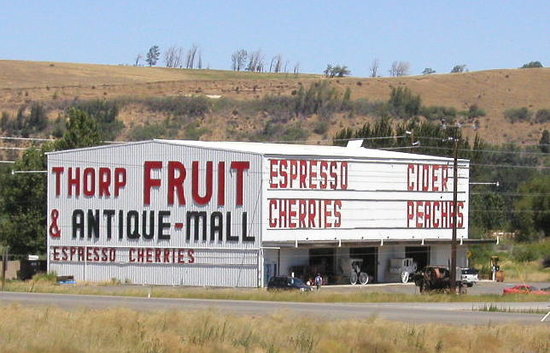 THORP FRUIT
& ANTIQUE-MALL
ESPRESSO CHERRIES
ESPRESSO CIDER
CHERRIES PEACHES